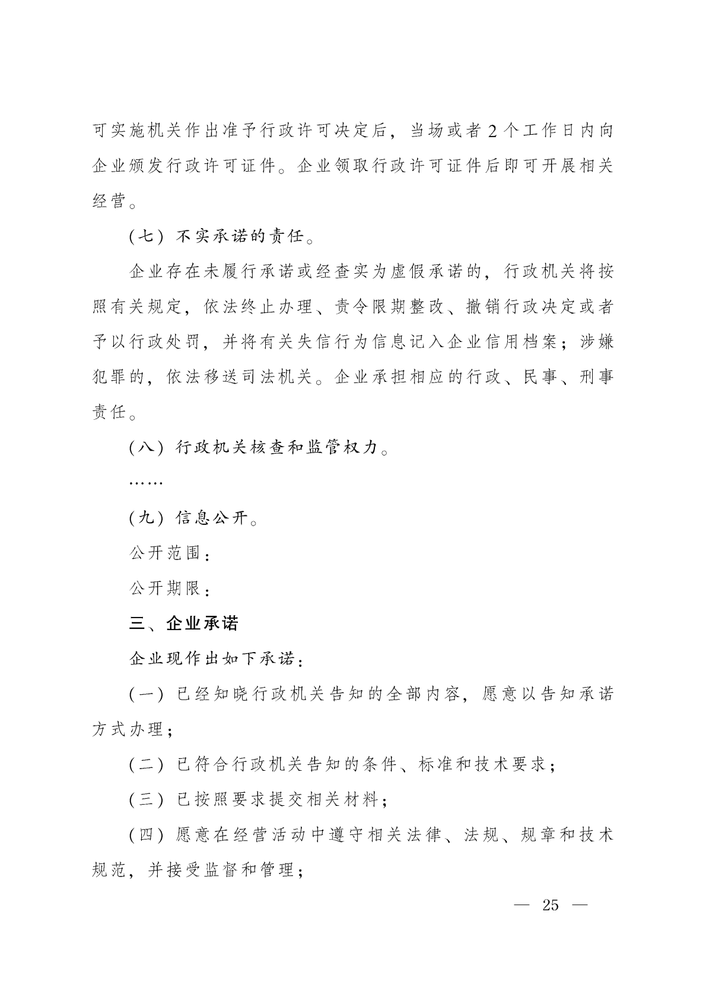 可实施机关作出准予行政许可决定后，当场或者2个工作日内向
企业颁发行政许可证件。企业领取行政许可证件后即可开展相关
经营。
（七）不实承诺的责任。
企业存在未履行承诺或经查实为虚假承诺的，行政机关将按
照有关规定，依法终止办理、责令限期整改、撤销行政决定或者
予以行政处罚，并将有关失信行为信息记入企业信用档案；涉嫌
犯罪的，依法移送司法机关。企业承担相应的行政、民事、刑事
责任。
（八）行政机关核查和监管权力。
……
（九）信息公开。
公开范围：
公开期限：
三、企业承诺
企业现作出如下承诺：
（一）已经知晓行政机关告知的全部内容，愿意以告知承诺
方式办理；
（二）已符合行政机关告知的条件、标准和技术要求；
（三）已按照要求提交相关材料；
（四）愿意在经营活动中遵守相关法律、法规、规章和技术
规范，并接受监督和管理；
— 25 —